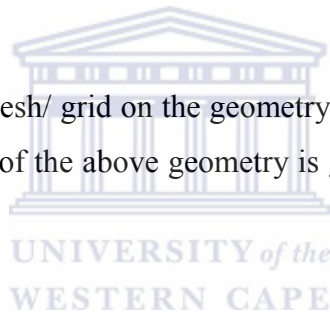 esh/ grid on the geometry
of the above geometry is
UNIVERSITY of the
WESTERN CAPE